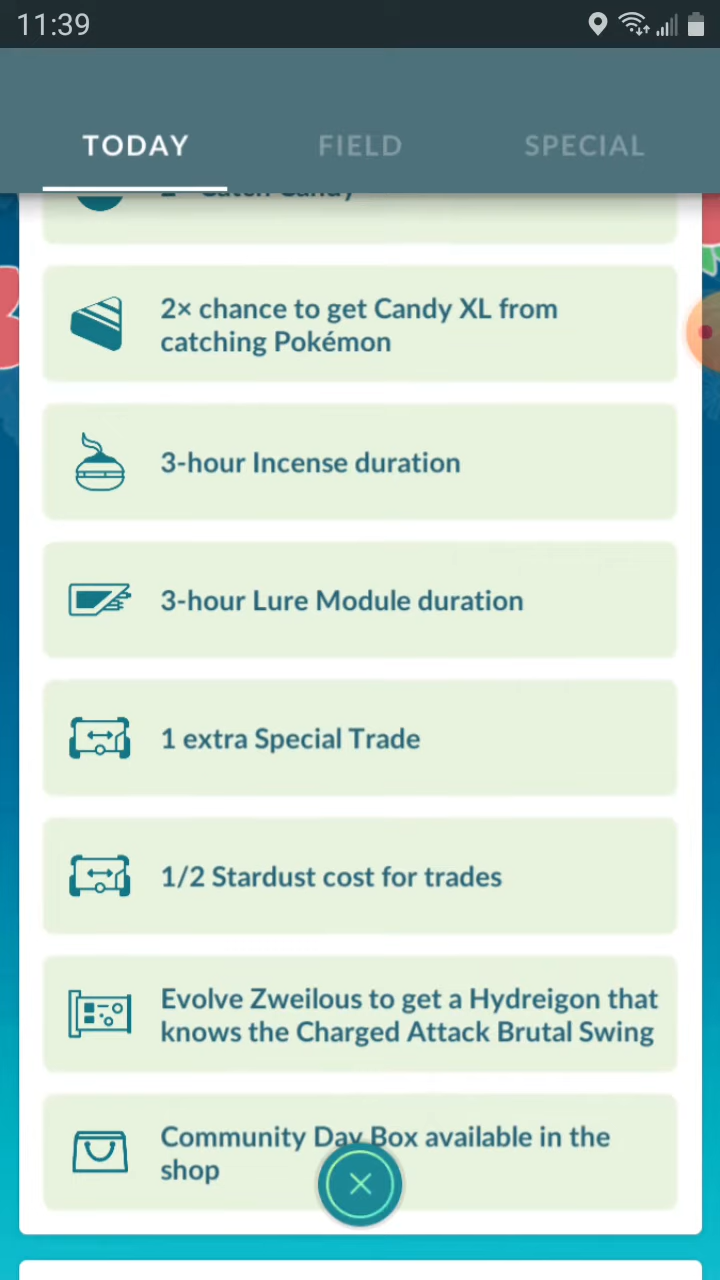 11:39
TODAY
FIELD
SPECIAL
Catch Candy
2× chance to get Candy XL from
catching Pokémon
3-hour Incense duration
3-hour Lure Module duration
1 extra Special Trade
1/2 Stardust cost for trades
Evolve Zweilous to get a Hydreigon that
knows the Charged Attack Brutal Swing
Community Day Box available in the
shop